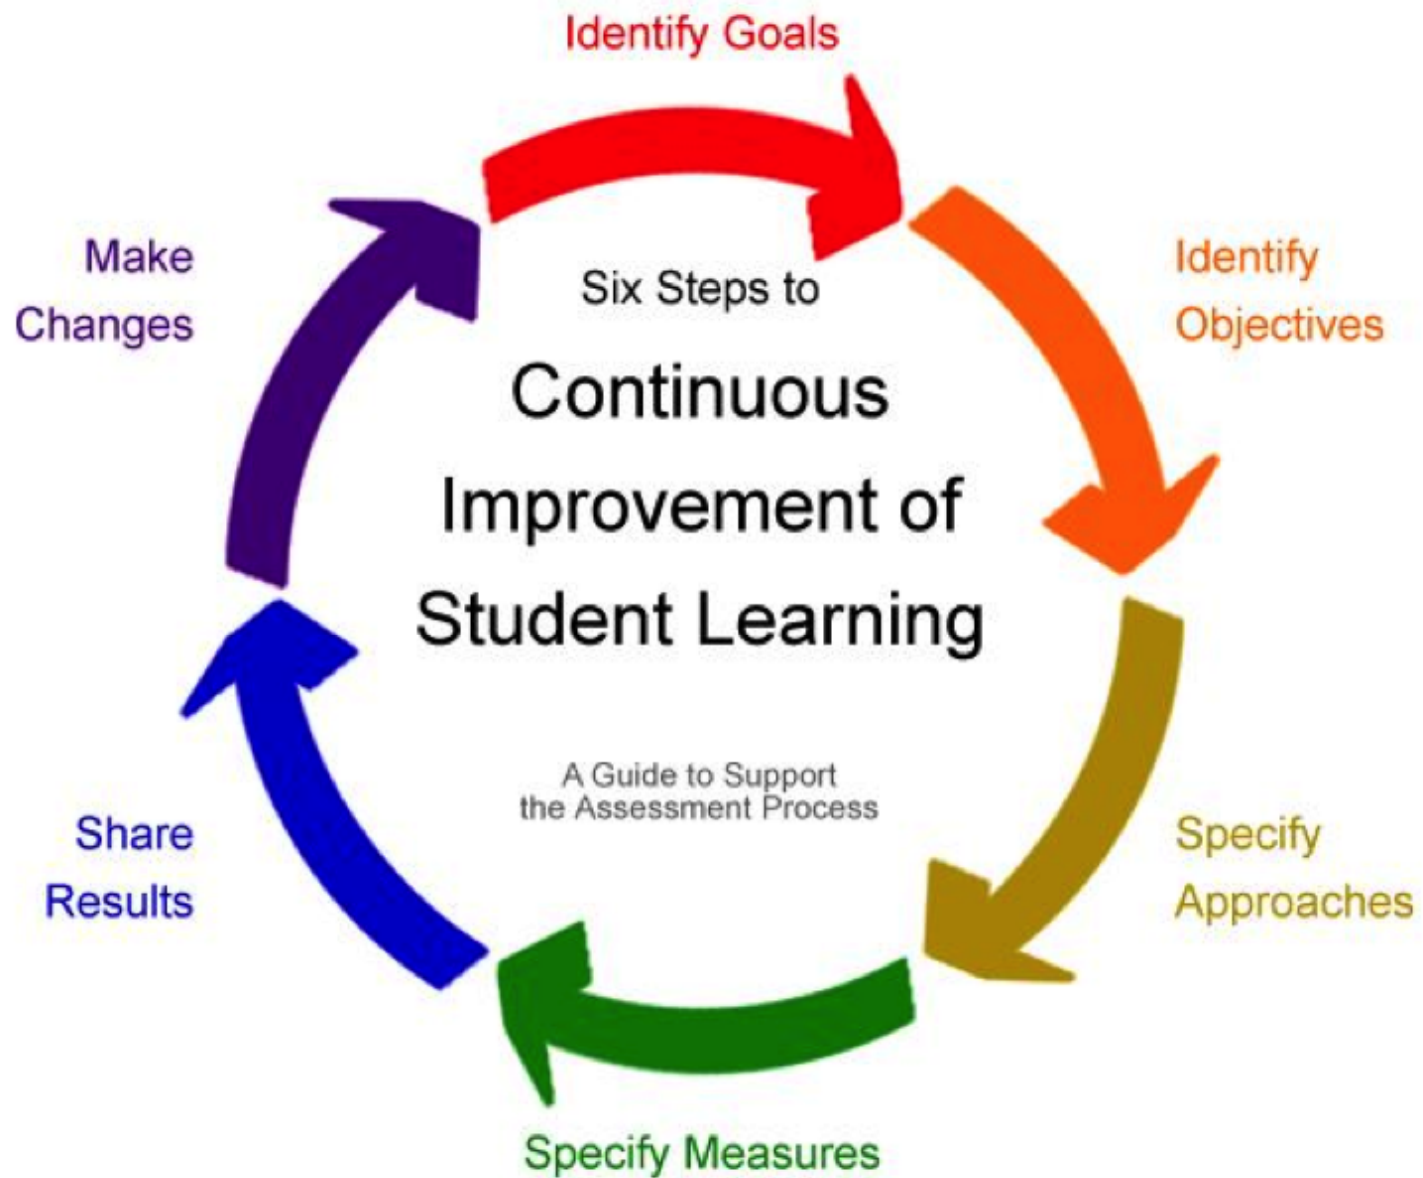 Identify Goals
Identify
Objectives
Specify
Approaches
Specify Measures
Share
Results
Make
Changes
Six Steps to
Continuous
Improvement of
Student Learning
A Guide to Support
the Assessment Process